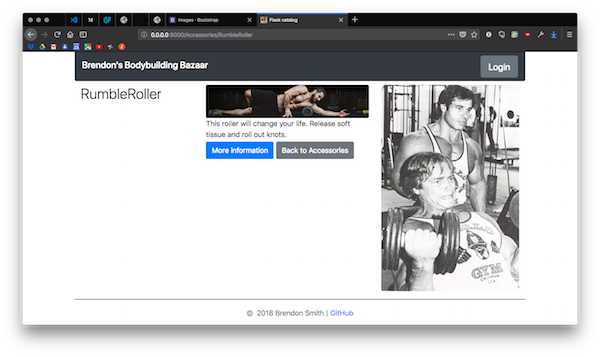 Images · Bootstrap
Flask catalog
0.0.0.0:8000/Accessories/RumbleRoller
Brendon's Bodybuilding Bazaar
Login
RumbleRoller
This roller will change your life. Release soft
tissue and roll out knots.
More information
Back to Accessories
GYM
© 2018 Brendon Smith | GitHub